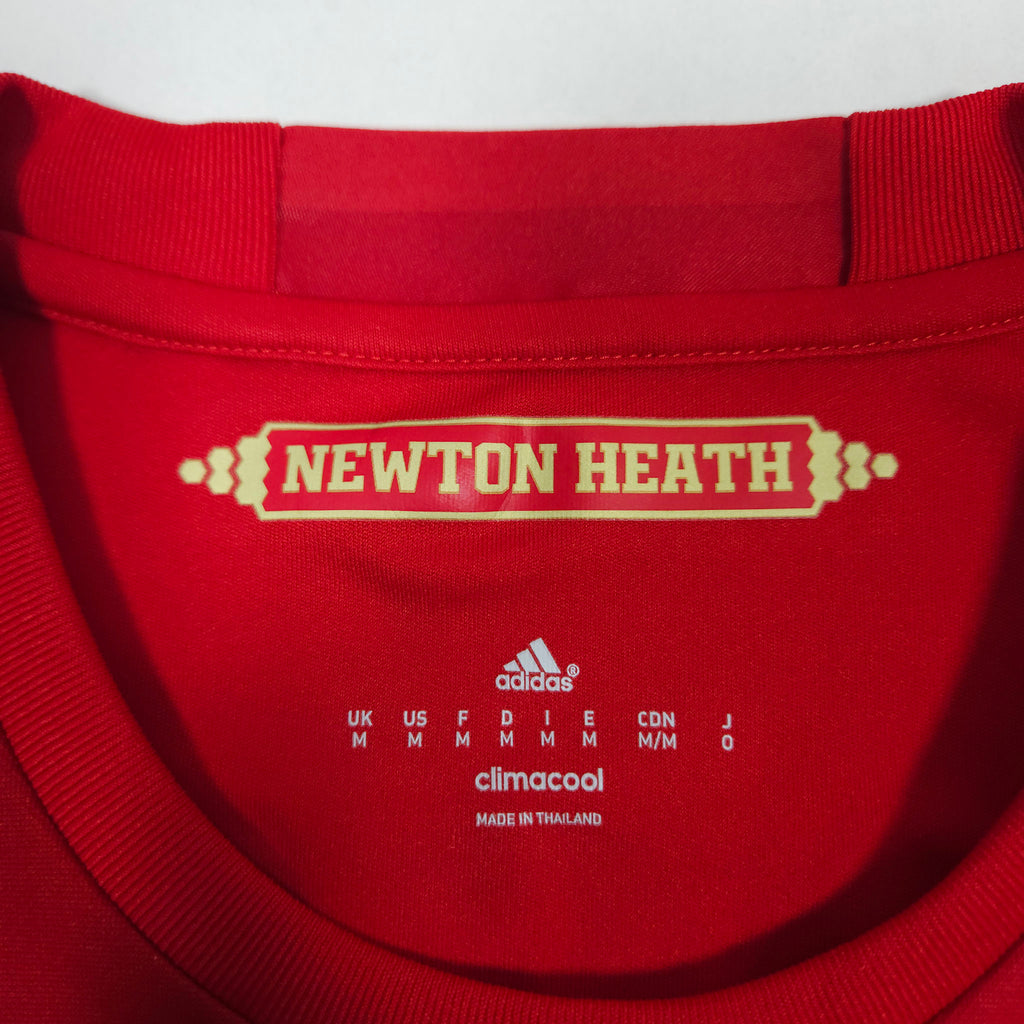 NEWTON HEATH
adidas®
UK US F D I E CDN J
M M M M M M M/M O
climacool
MADE IN THAILAND